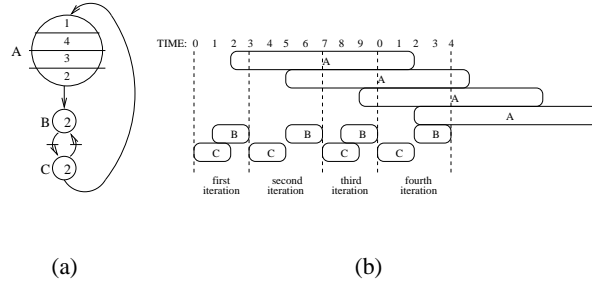 1
A
4
3
2
B 2
C 2
(a)
TIME: 0 1 2 3 4 5 6 7 8 9 0 1 2 3 4
A
A
A
A
B B B B
C C C C
first iteration
second iteration
third iteration
fourth iteration
(b)